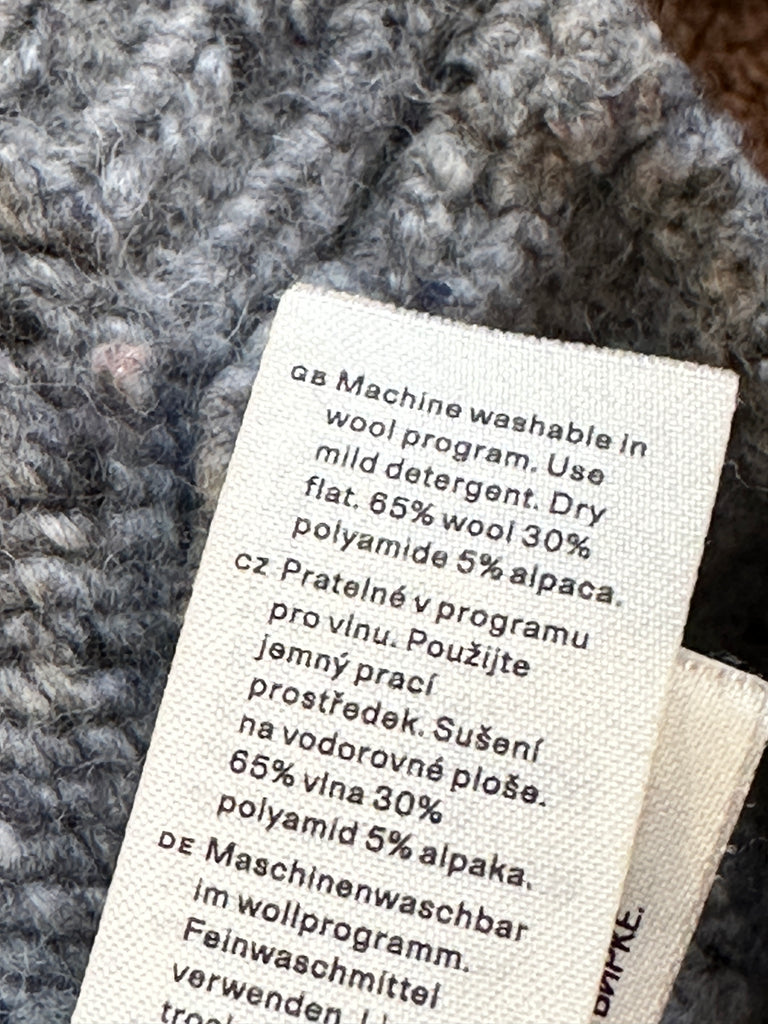 GB Machine washable in
wool program. Use
mild detergent. Dry
flat. 65% wool 30%
polyamide 5% alpaca.
CZ Pratelné v programu
pro vlnu. Použijte
jemný prací
prostředek. Sušení
na vodorovné ploše.
65% vlna 30%
polyamid 5% alpaka.
DE Maschinenwaschbar
im wollprogramm.
Feinwaschmittel
verwenden.